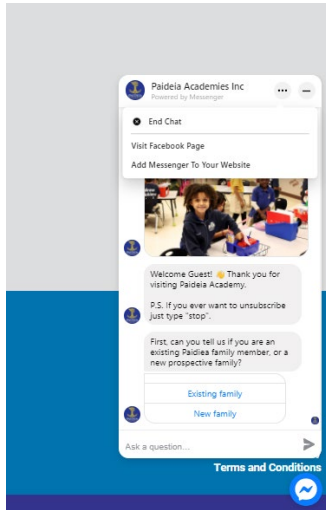 Paideia Academies Inc
Powered by Messenger
End Chat
Visit Facebook Page
Add Messenger To Your Website
Welcome Guest! 👋 Thank you for
visiting Paideia Academy.
P.S. If you ever want to unsubscribe
just type "stop".
First, can you tell us if you are an
existing Paidiea family member, or a
new prospective family?
Existing family
New family
Ask a question...
Terms and Conditions